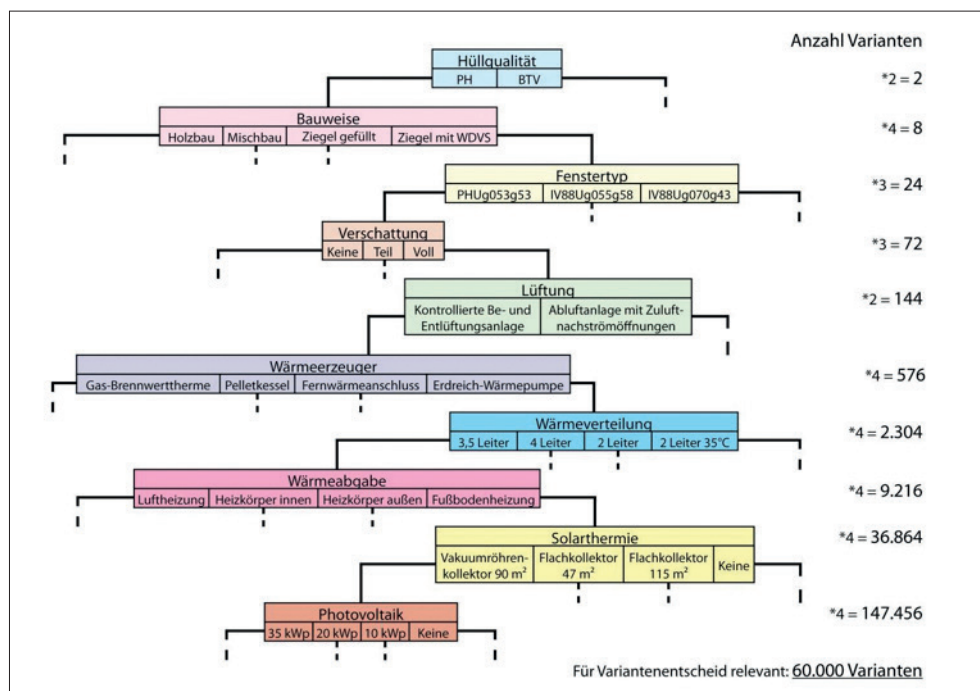 Anzahl Varianten
Hüllqualität
PH BTV
*2 = 2
Bauweise
Holzbau Mischbau Ziegel gefüllt Ziegel mit WDVS
*4 = 8
Fenstertyp
PHUg053g53 IV88Ug055g58 IV88Ug070g43
*3 = 24
Verschattung
Keine Teil Voll
*3 = 72
Lüftung
Kontrollierte Be- und Entlüftungsanlage
Abluftanlage mit Zuluft-
nachströmöffnungen
*2 = 144
Wärmeerzeuger
Gas-Brennwerttherme Pelletkessel Fernwärmeanschluss Erdreich-Wärmepumpe
*4 = 576
Wärmeverteilung
3,5 Leiter 4 Leiter 2 Leiter 2 Leiter 35°C
*4 = 2.304
Wärmeabgabe
Luftheizung Heizkörper innen Heizkörper außen Fußbodenheizung
*4 = 9.216
Solarthermie
Vakuumröhren-
kollektor 90 m²
Flachkollektor
47 m²
Flachkollektor
115 m²
Keine
*4 = 36.864
Photovoltaik
35 kWp 20 kWp 10 kWp Keine
*4 = 147.456
Für Variantenentscheid relevant: 60.000 Varianten